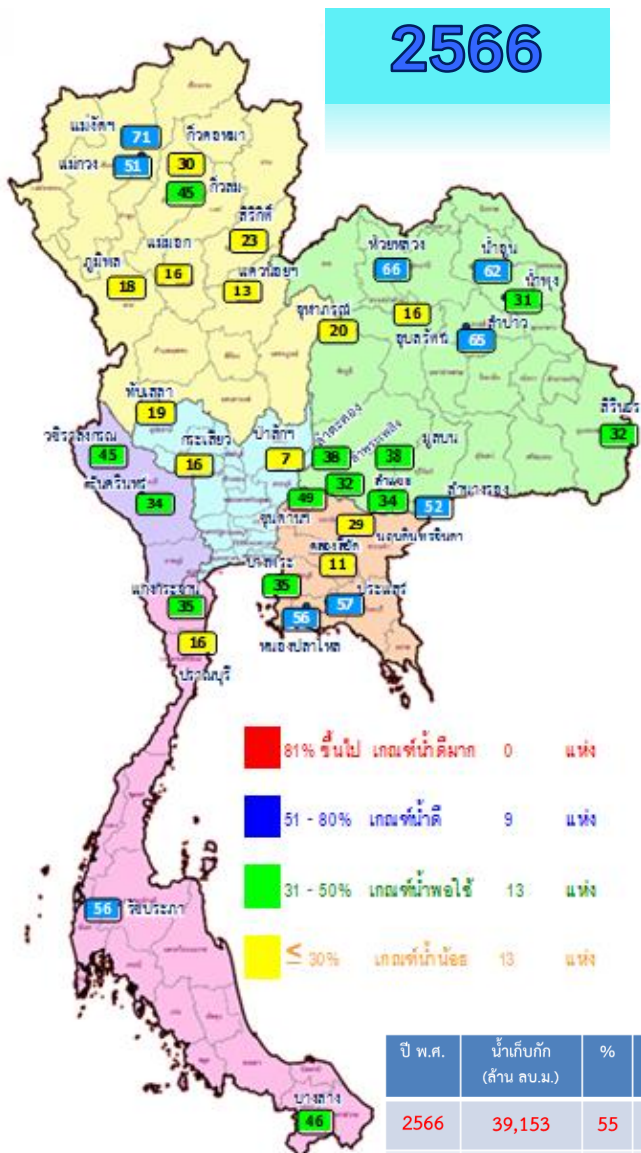 2566
แม่งัดฯ
71
กิ่วคอหมา
แม่กวง
51
30
45
กิ่วลม
สิริกิติ์
23
ห้วยหลวง
66
น้ำอูน
62
น้ำพุง
31
ภูมิพล
18
แม่มอก
16
แควน้อยฯ
13
จุฬาภรณ์
20
16
อุบลรัตน์
ลำปาว
65
ทับเสลา
19
สิรินธร
32
วชิราลงกรณ
45
กระเสียว
16
ป่าสักฯ
7
ลำตะคอง
38
ลำพระเพลิง
32
มูลบน
38
ลำแซะ
34
ลำนางรอง
52
ศรีนครินทร์
34
49
ขุนด่านฯ
29
นฤบดินทรจินดา
คลองสียัด
11
บางพระ
35
ประแสร์
57
56
หนองปลาไหล
แก่งกระจาน
35
16
ปราณบุรี
81% ขึ้นไป เกณฑ์น้ำดีมาก 0 แห่ง
51 - 80% เกณฑ์น้ำดี 9 แห่ง
31 - 50% เกณฑ์น้ำพอใช้ 13 แห่ง
≤ 30% เกณฑ์น้ำน้อย 13 แห่ง
56 รัชประภา
บางลาง
46
ปี พ.ศ. น้ำเก็บกัก %
(ล้าน ลบ.ม.)
2566 39,153 55